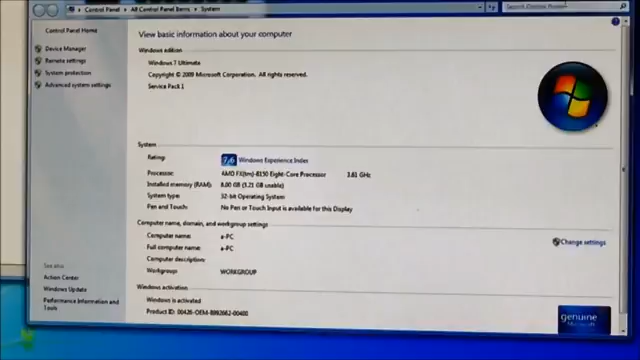 Control Panel ▸ All Control Panel Items ▸ System
Search Control Panel
Control Panel Home
Device Manager
Remote settings
System protection
Advanced system settings
View basic information about your computer
Windows edition
Windows 7 Ultimate
Copyright © 2009 Microsoft Corporation. All rights reserved.
Service Pack 1
System
Rating: 7,6 Windows Experience Index
Processor: AMD FX(tm)-8150 Eight-Core Processor 3.61 GHz
Installed memory (RAM): 8.00 GB (3.21 GB usable)
System type: 32-bit Operating System
Pen and Touch: No Pen or Touch Input is available for this Display
Computer name, domain, and workgroup settings
Computer name: a-PC
Change settings
Full computer name: a-PC
Computer description:
Workgroup: WORKGROUP
Windows activation
Windows is activated
Product ID: 00426-OEM-8992662-00400
See also
Action Center
Windows Update
Performance Information and
Tools
genuine
Microsoft